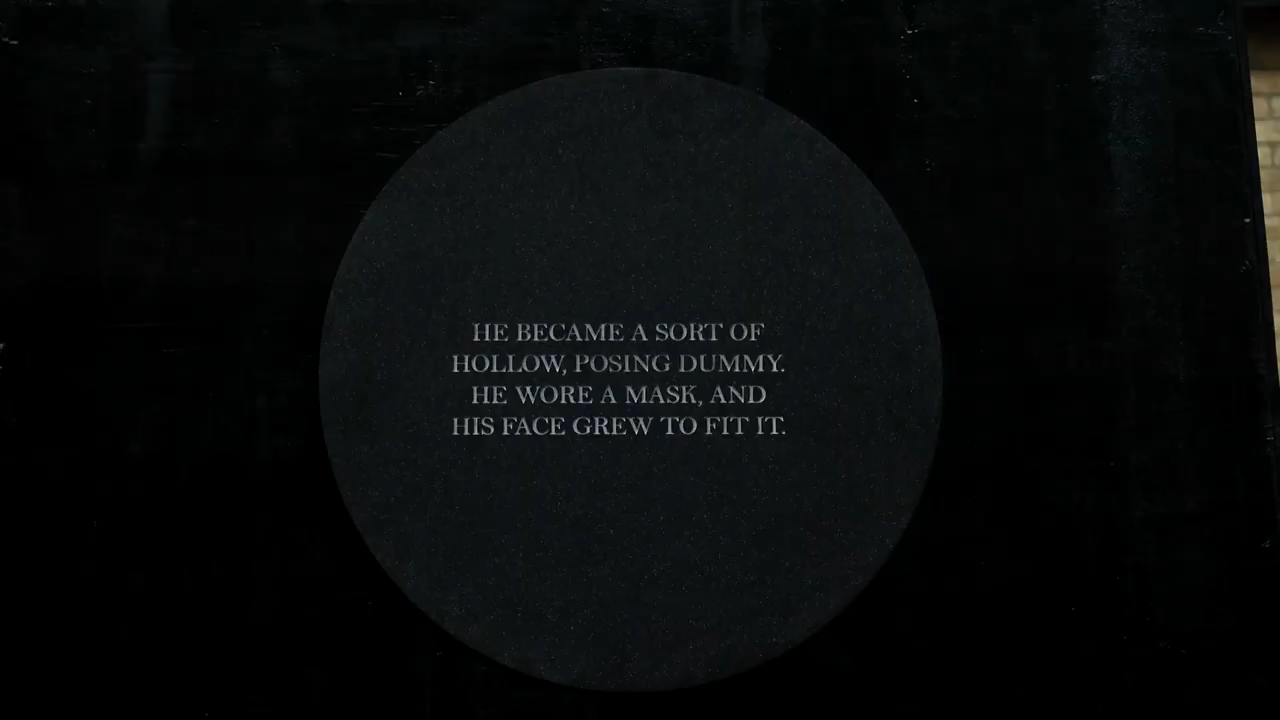 HE BECAME A SORT OF
HOLLOW, POSING DUMMY.
HE WORE A MASK, AND
HIS FACE GREW TO FIT IT.